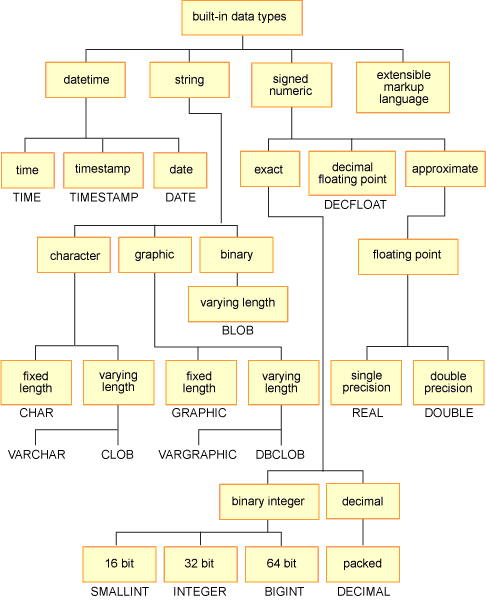 built-in data types
datetime
string
signed
numeric
extensible
markup
language
time
timestamp
date
exact
decimal
floating point
approximate
TIME
TIMESTAMP
DATE
DECFLOAT
character
graphic
binary
floating point
varying length
BLOB
fixed
length
varying
length
fixed
length
varying
length
single
precision
double
precision
CHAR
GRAPHIC
REAL
DOUBLE
VARCHAR
CLOB
VARGRAPHIC
DBCLOB
binary integer
decimal
16 bit
32 bit
64 bit
packed
SMALLINT
INTEGER
BIGINT
DECIMAL